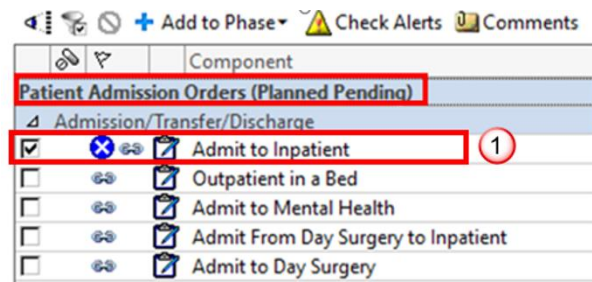 Add to Phase Check Alerts Comments
Component
Patient Admission Orders (Planned Pending)
Admission/Transfer/Discharge
Admit to Inpatient 1
Outpatient in a Bed
Admit to Mental Health
Admit From Day Surgery to Inpatient
Admit to Day Surgery